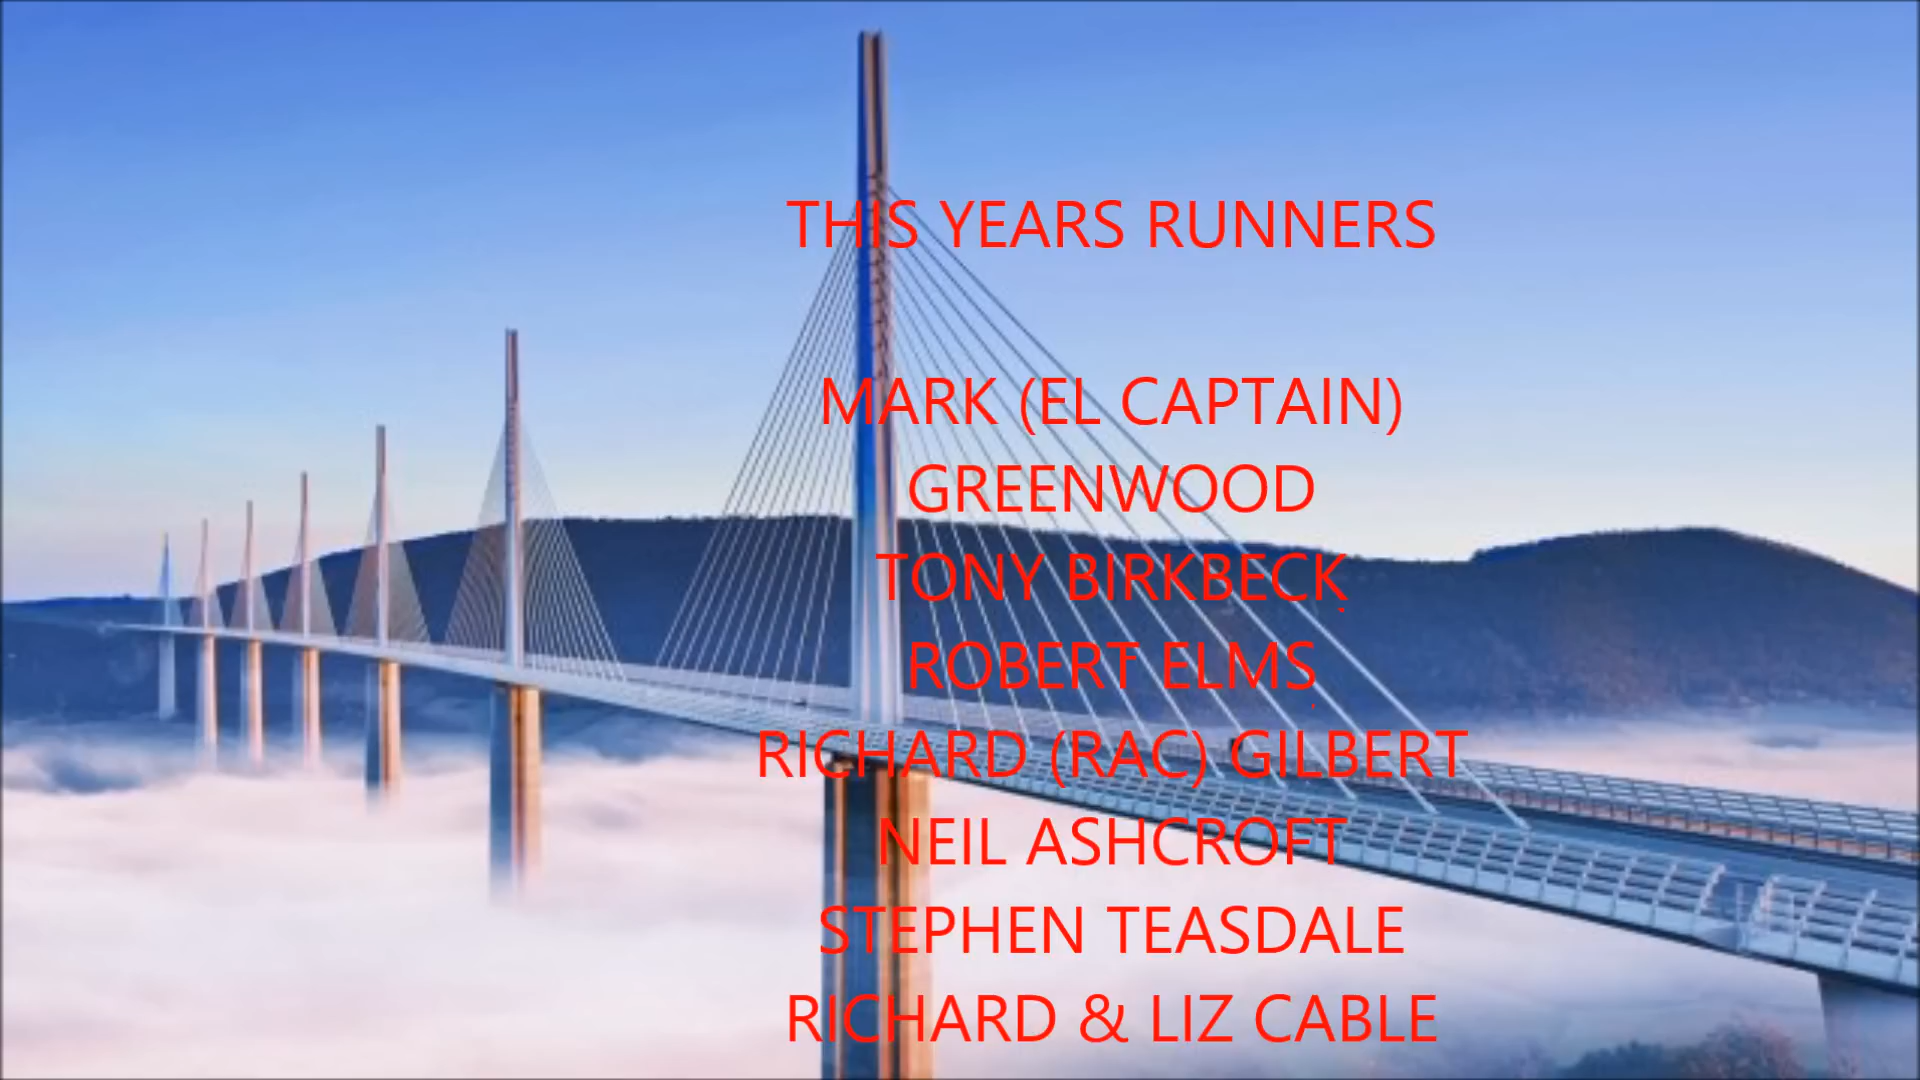 THIS YEARS RUNNERS
MARK (EL CAPTAIN)
GREENWOOD
TONY BIRKBECK
ROBERT ELMS
RICHARD (RAC) GILBERT
NEIL ASHCROFT
STEPHEN TEASDALE
RICHARD & LIZ CABLE